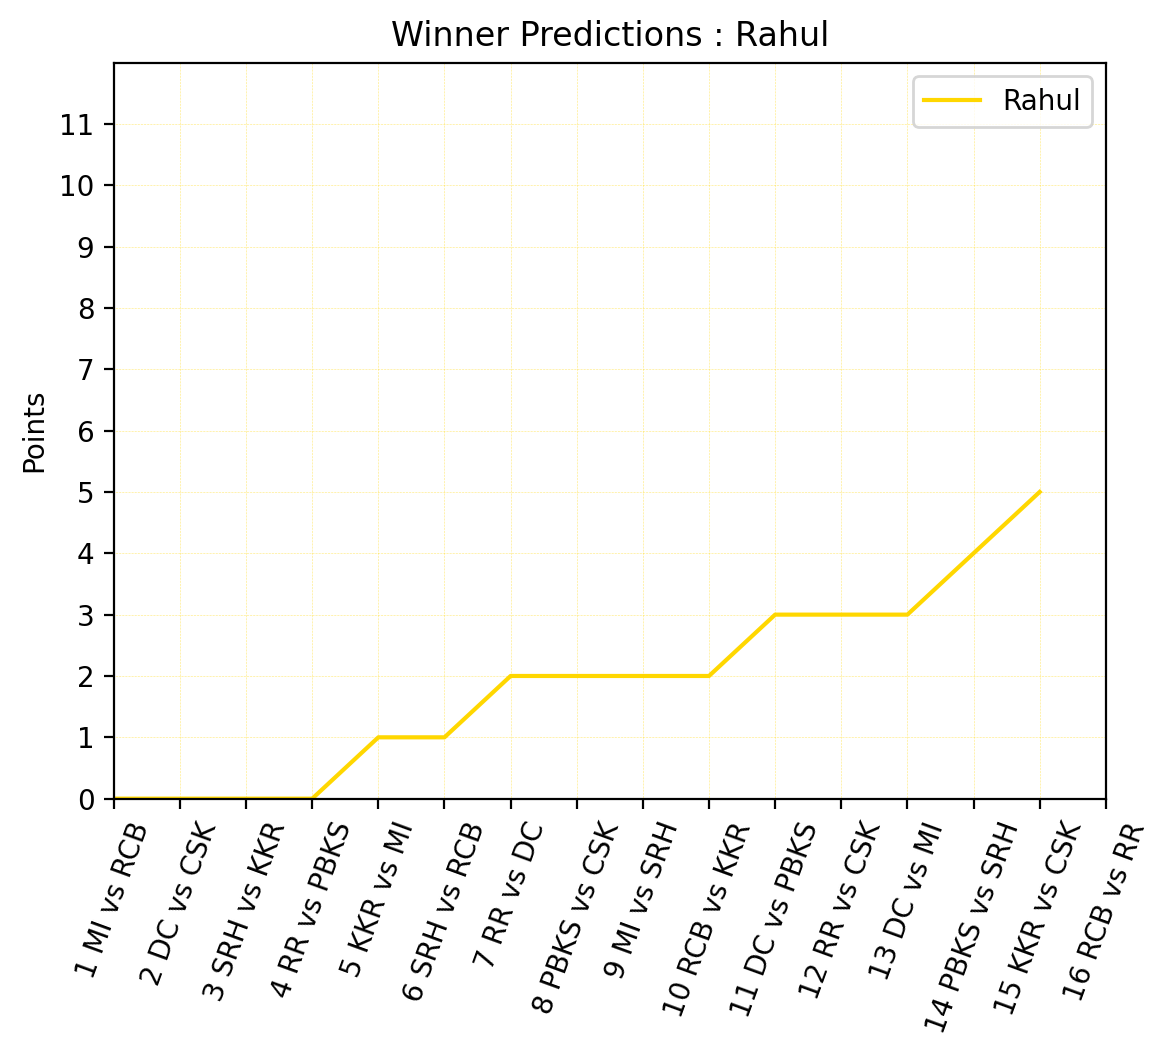 Winner Predictions : Rahul
Rahul
11
10
9
8
7
6
5
4
3
2
1
0
Points
1 MI vs RCB
2 DC vs CSK
3 SRH vs KKR
4 RR vs PBKS
5 KKR vs MI
6 SRH vs RCB
7 RR vs DC
8 PBKS vs CSK
9 MI vs SRH
10 RCB vs KKR
11 DC vs PBKS
12 RR vs CSK
13 DC vs MI
14 PBKS vs SRH
15 KKR vs CSK
16 RCB vs RR